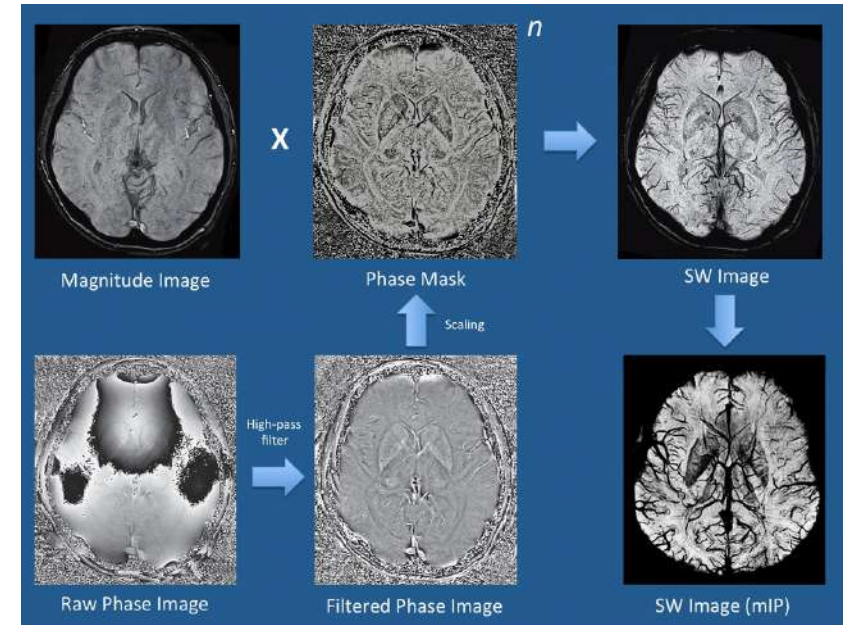 n
X
Magnitude Image
Phase Mask
SW Image
Scaling
High-pass
filter
Raw Phase Image
Filtered Phase Image
SW Image (mIP)